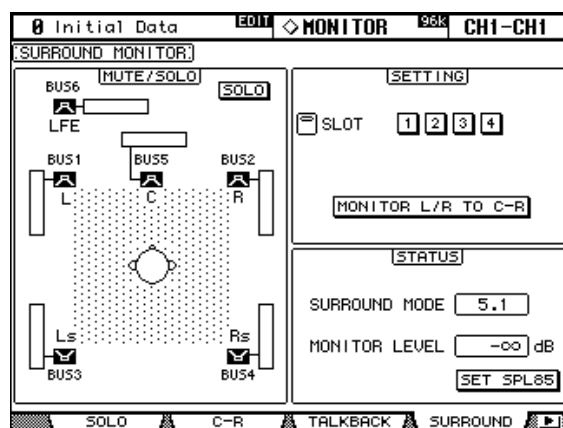 0 Initial Data EDIT ◇MONITOR 96k CH1-CH1
SURROUND MONITOR
MUTE/SOLO
BUS6
SOLO
LFE
BUS1 BUS5 BUS2
L C R
Ls Rs
BUS3 BUS4
SETTING
SLOT 1 2 3 4
MONITOR L/R TO C-R
STATUS
SURROUND MODE 5.1
MONITOR LEVEL -∞ dB
SET SPL85
SOLO C-R TALKBACK SURROUND